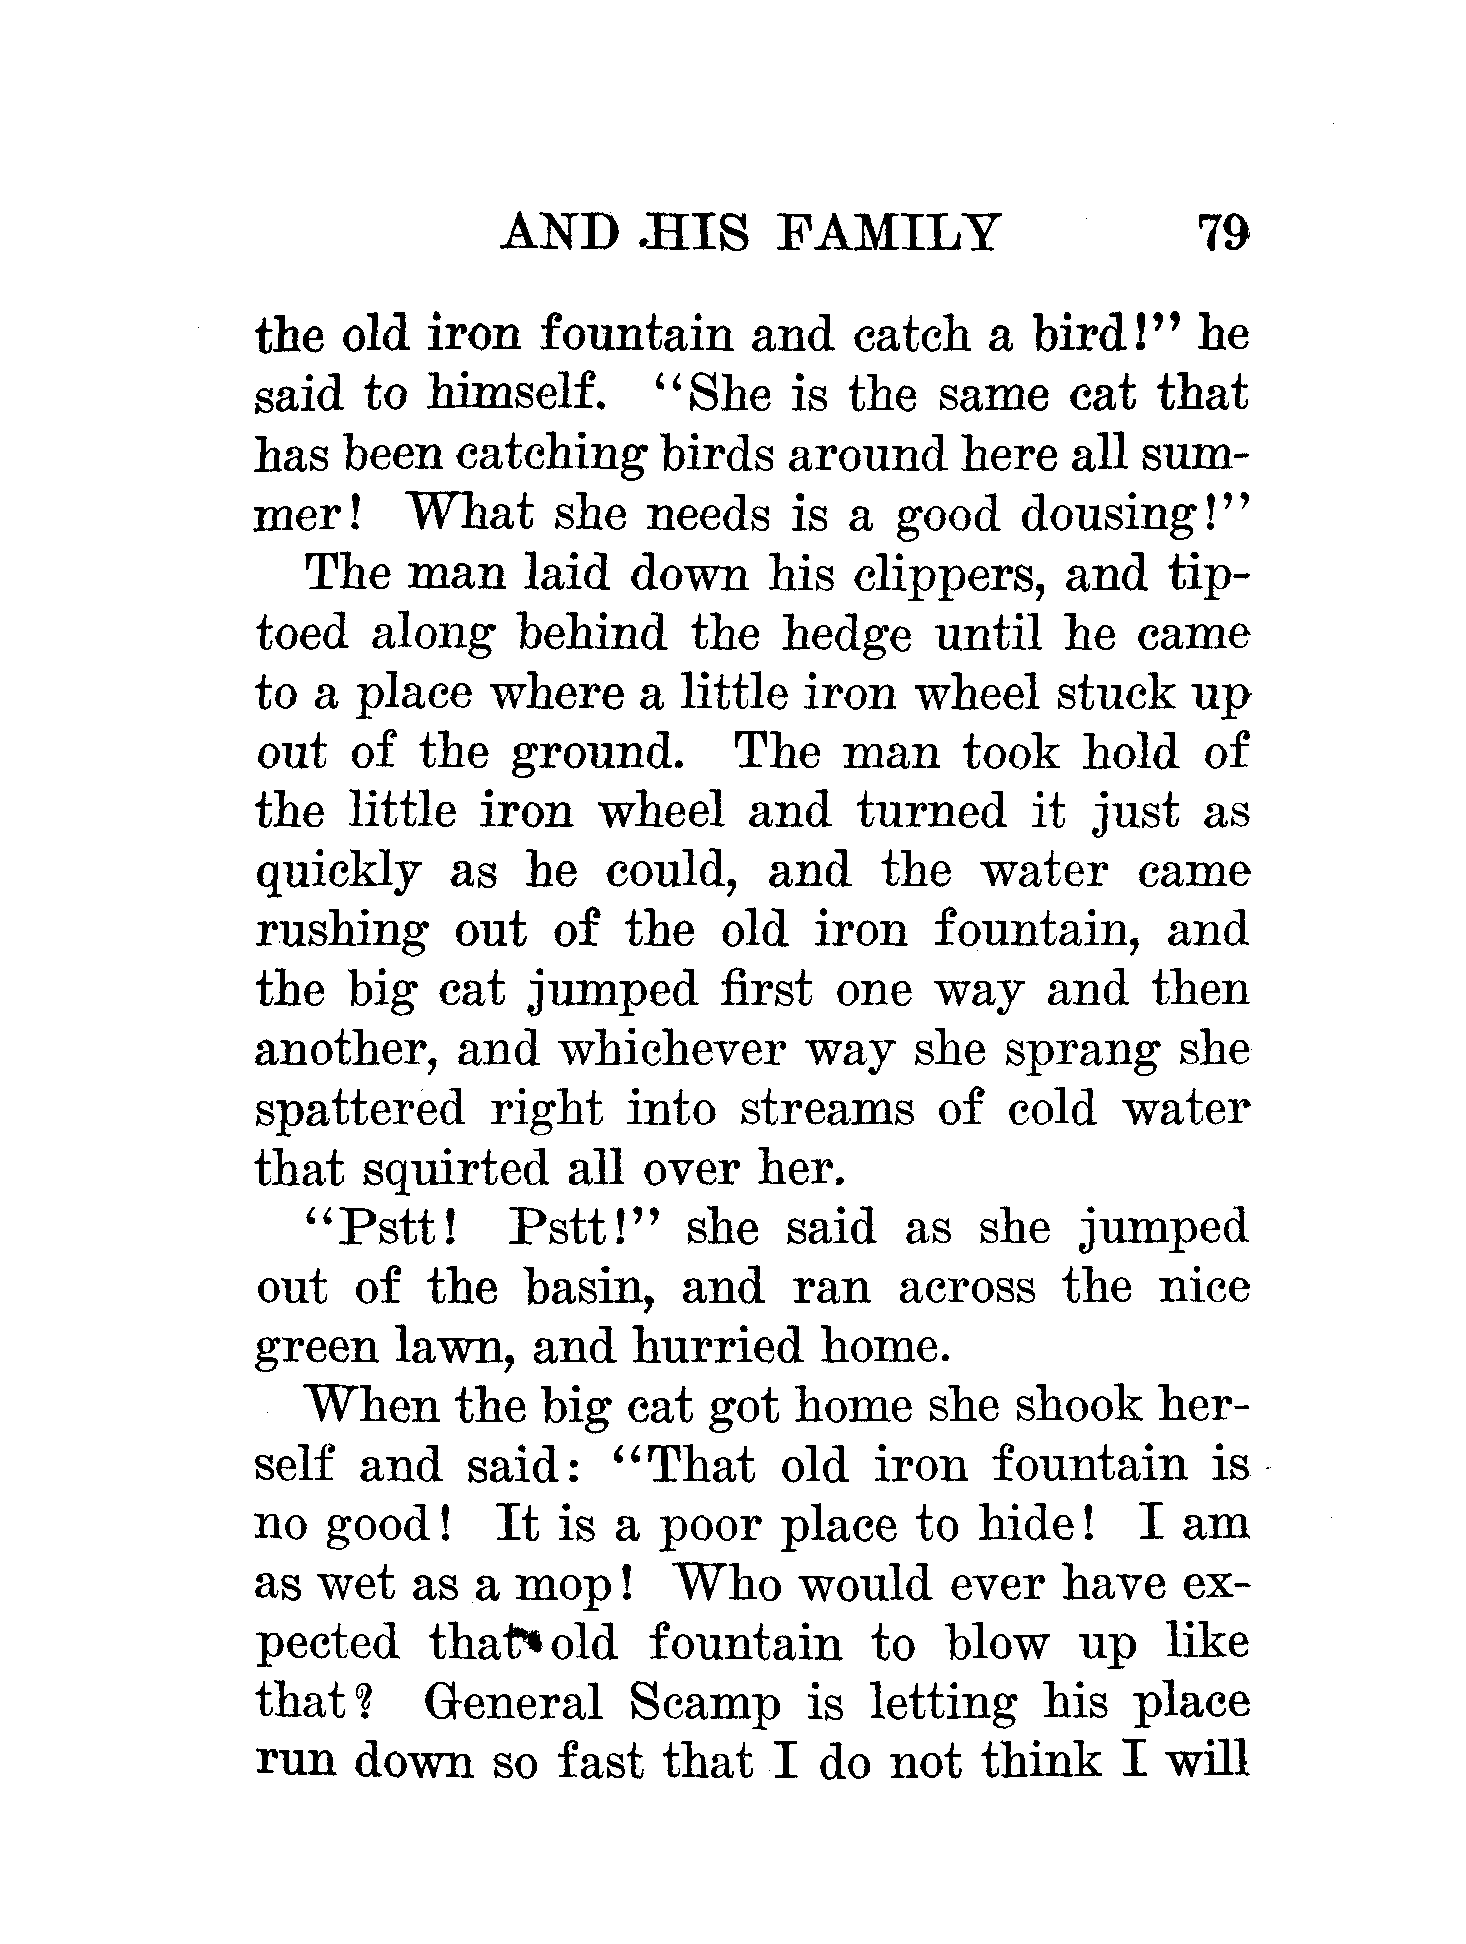 AND HIS FAMILY 79
the old iron fountain and catch a bird!" he
said to himself. "She is the same cat that
has been catching birds around here all sum-
mer! What she needs is a good dousing!"
The man laid down his clippers, and tip-
toed along behind the hedge until he came
to a place where a little iron wheel stuck up
out of the ground. The man took hold of
the little iron wheel and turned it just as
quickly as he could, and the water came
rushing out of the old iron fountain, and
the big cat jumped first one way and then
another, and whichever way she sprang she
spattered right into streams of cold water
that squirted all over her.
"Pstt! Pstt!" she said as she jumped
out of the basin, and ran across the nice
green lawn, and hurried home.
When the big cat got home she shook her-
self and said: "That old iron fountain is
no good! It is a poor place to hide! I am
as wet as a mop! Who would ever have ex-
pected that old fountain to blow up like
that? General Scamp is letting his place
run down so fast that I do not think I will